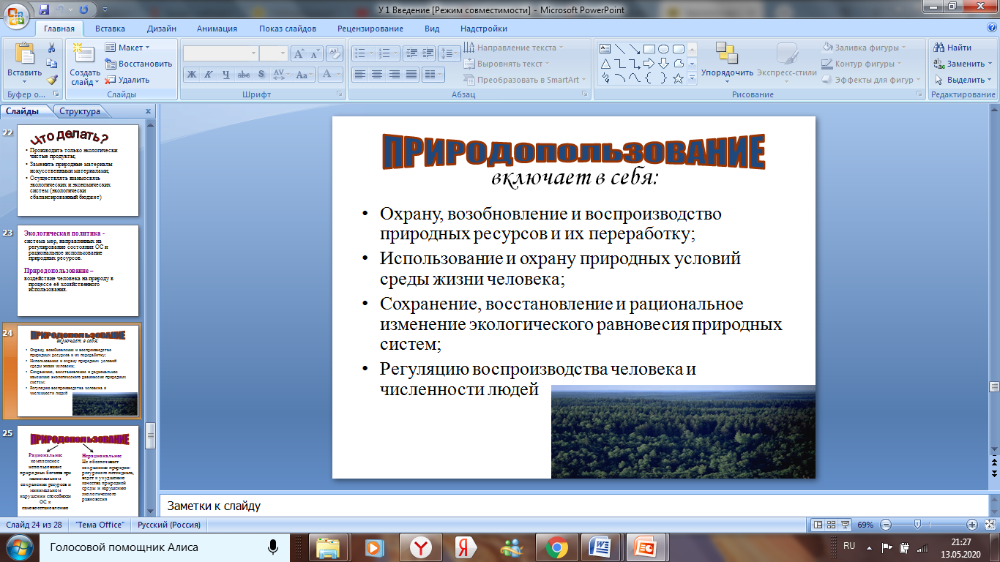 У 1 Введение [Режим совместимости] - Microsoft PowerPoint
Главная Вставка Дизайн Анимация Показ слайдов Рецензирование Вид Надстройки
Вставить
Буфер о...
Создать слайд
Макет
Восстановить
Удалить
Слайды
Ж К Ч abc S AV Aa A
Шрифт
Абзац
Направление текста
Выровнять текст
Преобразовать в SmartArt
Упорядочить
Экспресс-стили
Заливка фигуры
Контур фигуры
Эффекты для фигур
Рисование
Найти
Заменить
Выделить
Редактирование
Слайды Структура x
22
Что делать?
• Производить только экологически
чистые продукты;
• Заменить природные материалы
искусственными материалами;
• Осуществлять взаимосвязь
экологических и экономических
систем (экологически
сбалансированный бюджет)
23
Экологическая политика -
система мер, направленных на
регулирование состояния ОС и
рациональное использование
природных ресурсов.
Природопользование –
воздействие человека на природу в
процессе её хозяйственного
использования.
24
ПРИРОДОПОЛЬЗОВАНИЕ
включает в себя:
• Охрану, возобновление и воспроизводство
природных ресурсов и их переработку;
• Использование и охрану природных условий
среды жизни человека;
• Сохранение, восстановление и рациональное
изменение экологического равновесия природных
систем;
• Регуляцию воспроизводства человека и
численности людей
25
ПРИРОДОПОЛЬЗОВАНИЕ
Рациональное
комплексное
использование
природных богатств при
максимальном
сохранении ресурсов и
минимальном
нарушении способности
ОС к
самовосстановлению
Нерациональное
Не обеспечивает
сохранение природно-
ресурсного потенциала,
ведёт к ухудшению
качества природной
среды и нарушению
экологического
равновесия
ПРИРОДОПОЛЬЗОВАНИЕ
включает в себя:
• Охрану, возобновление и воспроизводство
природных ресурсов и их переработку;
• Использование и охрану природных условий
среды жизни человека;
• Сохранение, восстановление и рациональное
изменение экологического равновесия природных
систем;
• Регуляцию воспроизводства человека и
численности людей
Заметки к слайду
Слайд 24 из 28 "Тема Office" Русский (Россия) 69%
Голосовой помощник Алиса
RU
21:27
13.05.2020